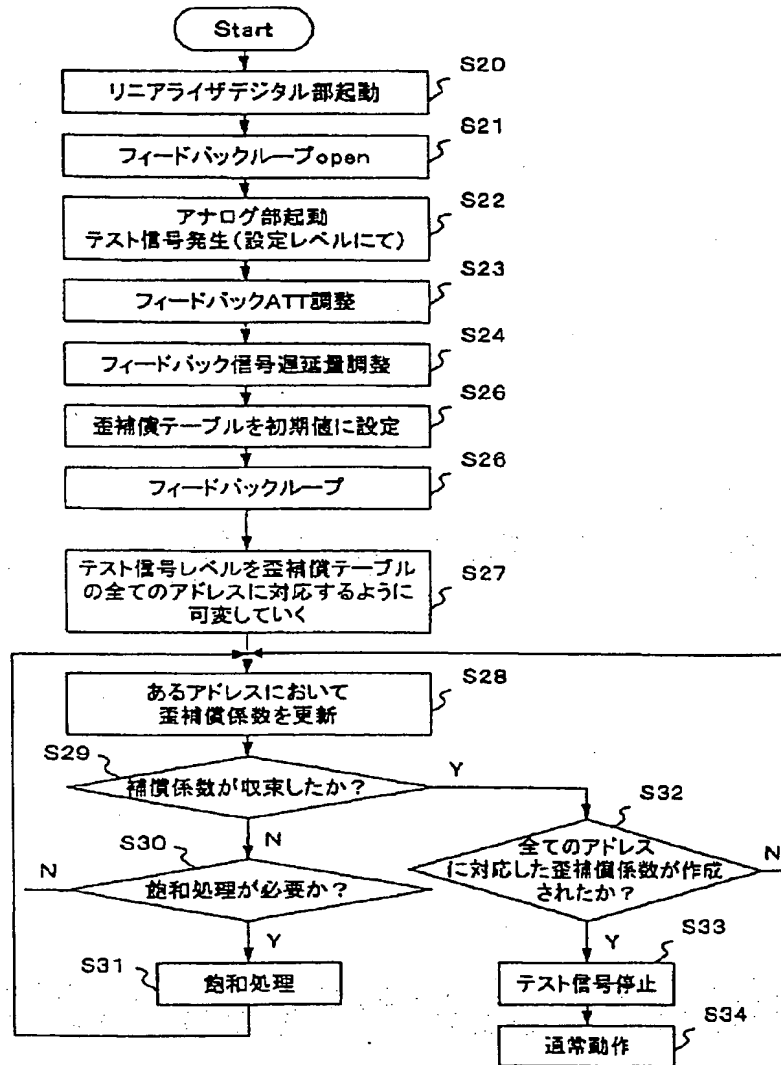 Start
S20
リニアライザデジタル部起動
S21
フィードバックループopen
S22
アナログ部起動
テスト信号発生(設定レベルにて)
S23
フィードバックATT調整
S24
フィードバック信号遅延量調整
S26
歪補償テーブルを初期値に設定
S26
フィードバックループ
S27
テスト信号レベルを歪補償テーブル
の全てのアドレスに対応するように
可変していく
S28
あるアドレスにおいて
歪補償係数を更新
S29
補償係数が収束したか？
Y
N
S30
N
飽和処理が必要か？
Y
S31
飽和処理
S32
全てのアドレス
に対応した歪補償係数が作成
されたか？
N
Y
S33
テスト信号停止
S34
通常動作